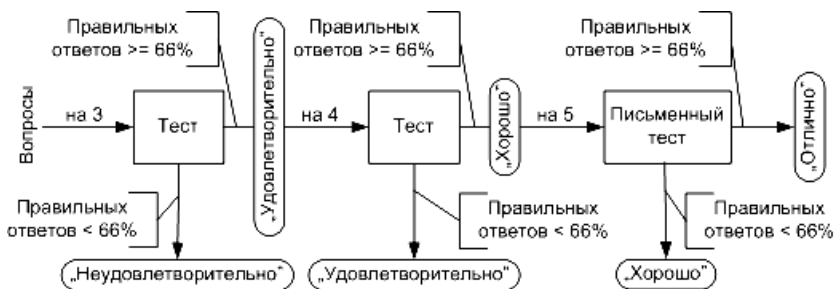 Правильных
ответов >= 66%
Правильных
ответов >= 66%
Правильных
ответов >= 66%
Вопросы
на 3
Тест
„Удовлетворительно“
на 4
Тест
„Хорошо“
на 5
Письменный
тест
„Отлично“
Правильных
ответов < 66%
Правильных
ответов < 66%
Правильных
ответов < 66%
„Неудовлетворительно“
„Удовлетворительно“
„Хорошо“